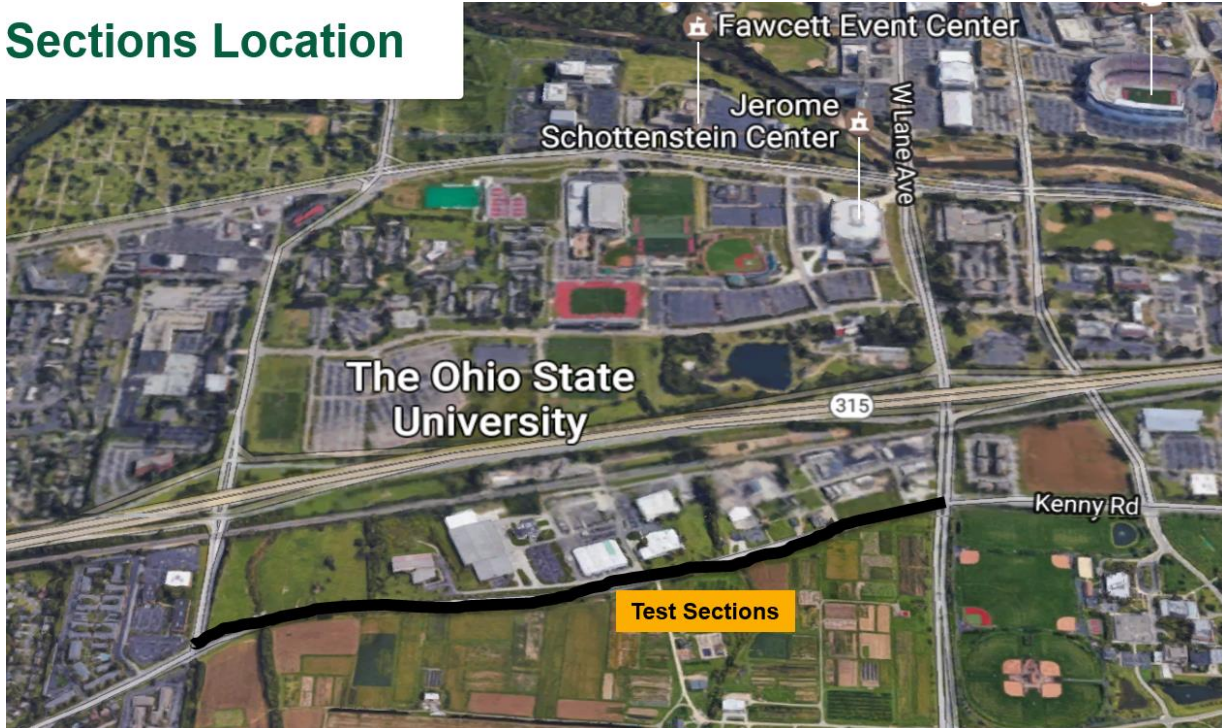 Sections Location
Fawcett Event Center
Jerome
Schottenstein Center
W Lane Ave
The Ohio State
University
315
Kenny Rd
Test Sections